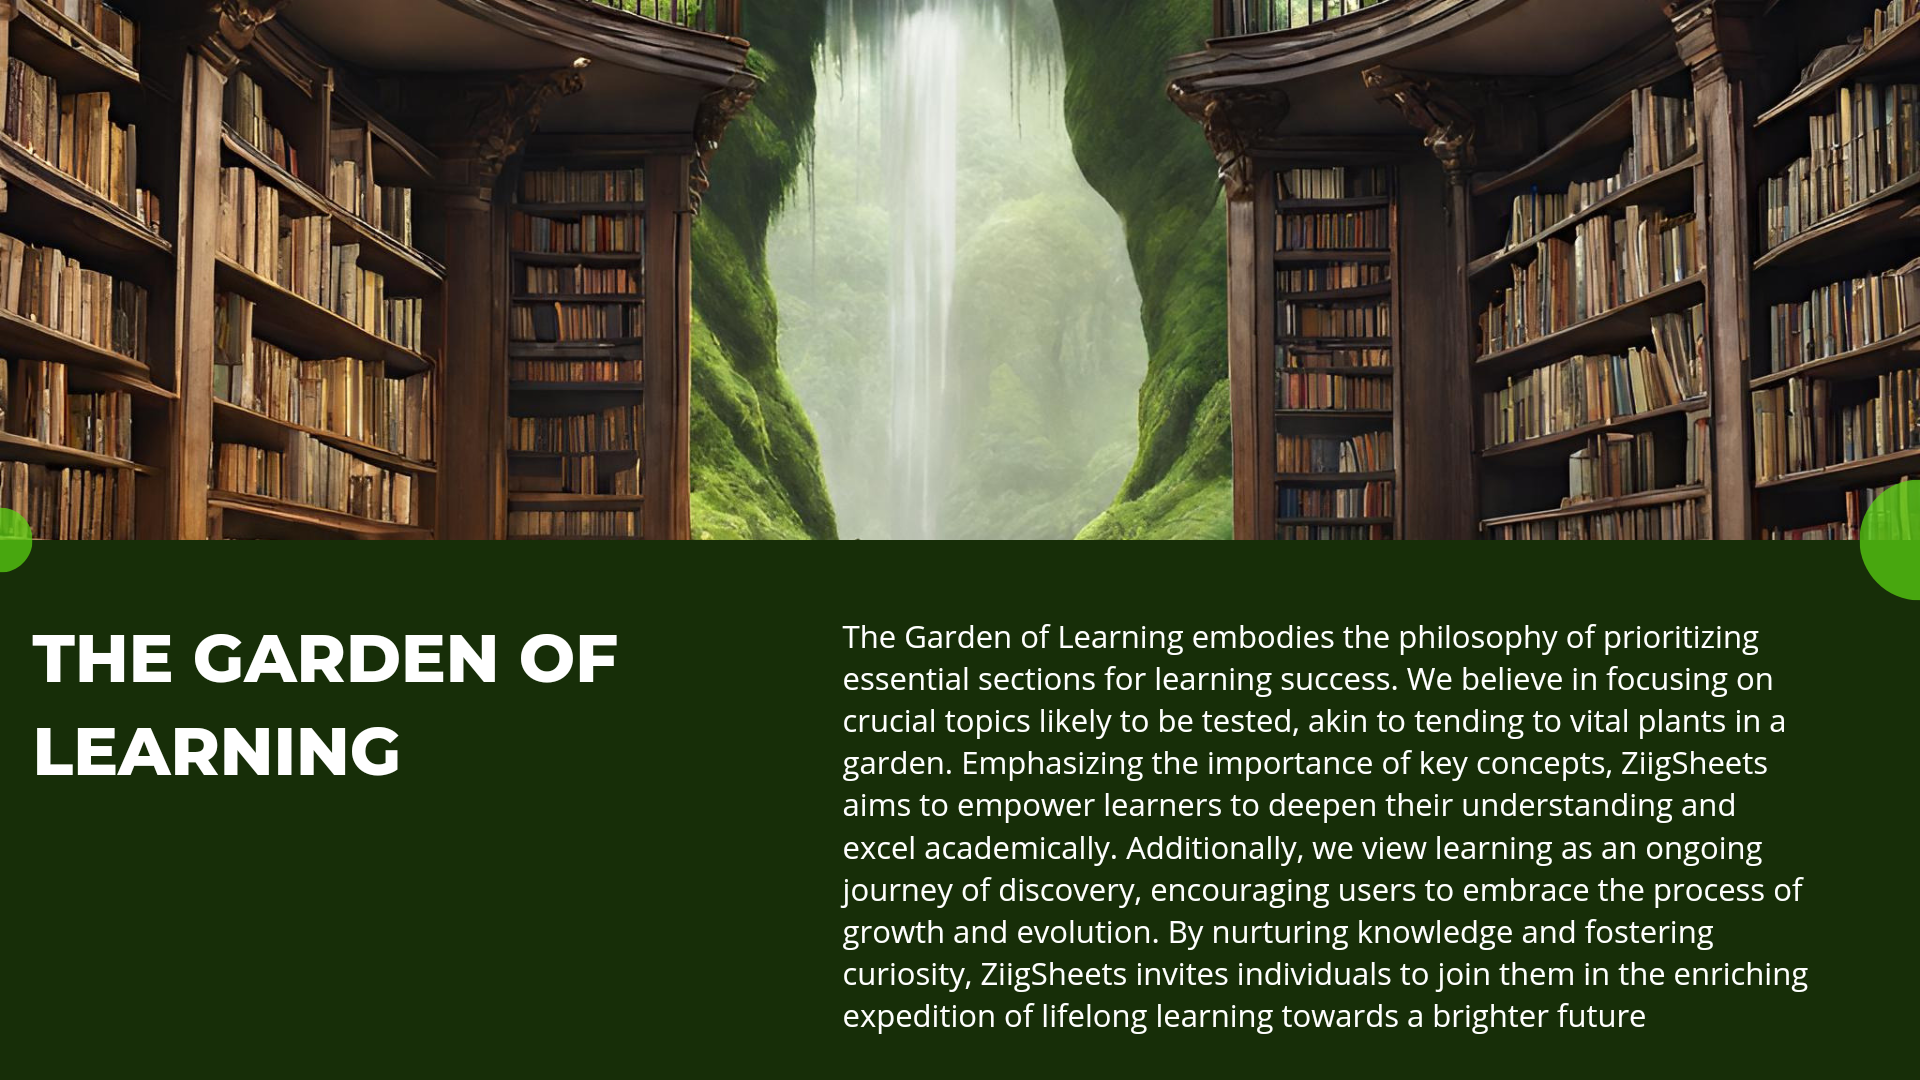 THE GARDEN OF
LEARNING
The Garden of Learning embodies the philosophy of prioritizing
essential sections for learning success. We believe in focusing on
crucial topics likely to be tested, akin to tending to vital plants in a
garden. Emphasizing the importance of key concepts, ZiigSheets
aims to empower learners to deepen their understanding and
excel academically. Additionally, we view learning as an ongoing
journey of discovery, encouraging users to embrace the process of
growth and evolution. By nurturing knowledge and fostering
curiosity, ZiigSheets invites individuals to join them in the enriching
expedition of lifelong learning towards a brighter future